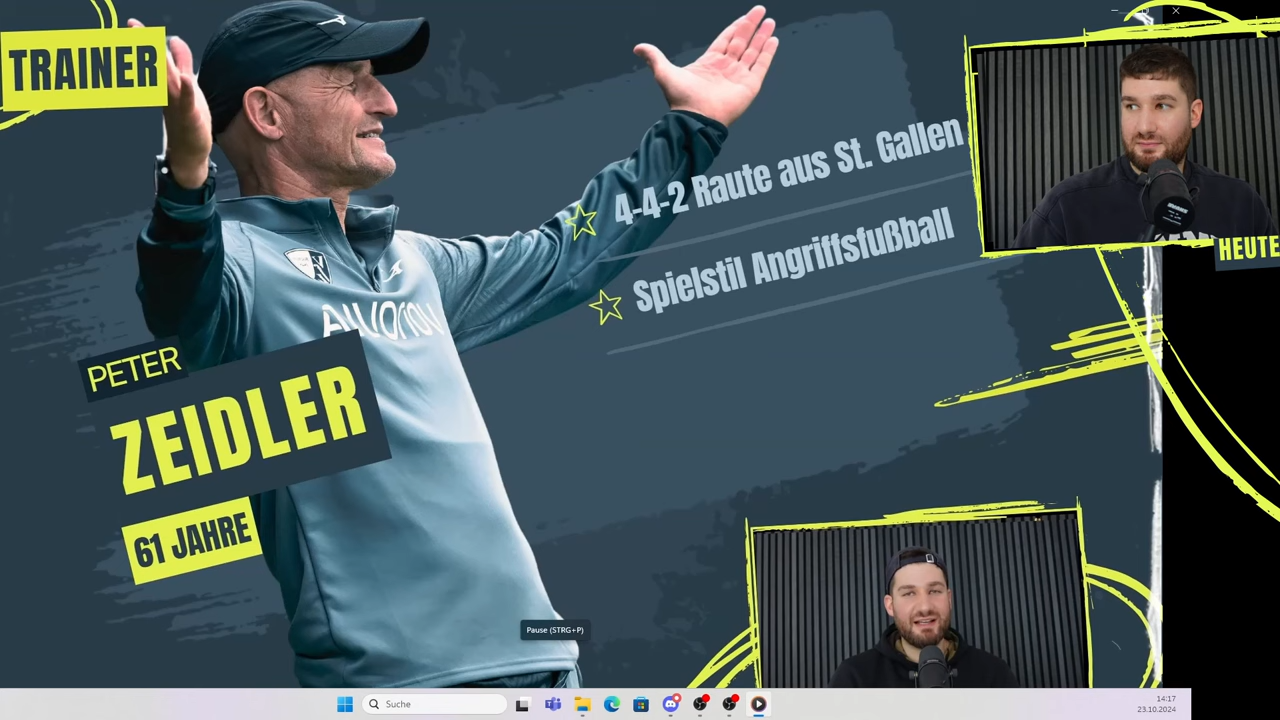 TRAINER
4-4-2 Raute aus St. Gallen
HEUTE
Spielstil Angriffsfußball
PETER
ZEIDLER
61 JAHRE
Pause (STRG+P)
Suche
14:17
23.10.2024